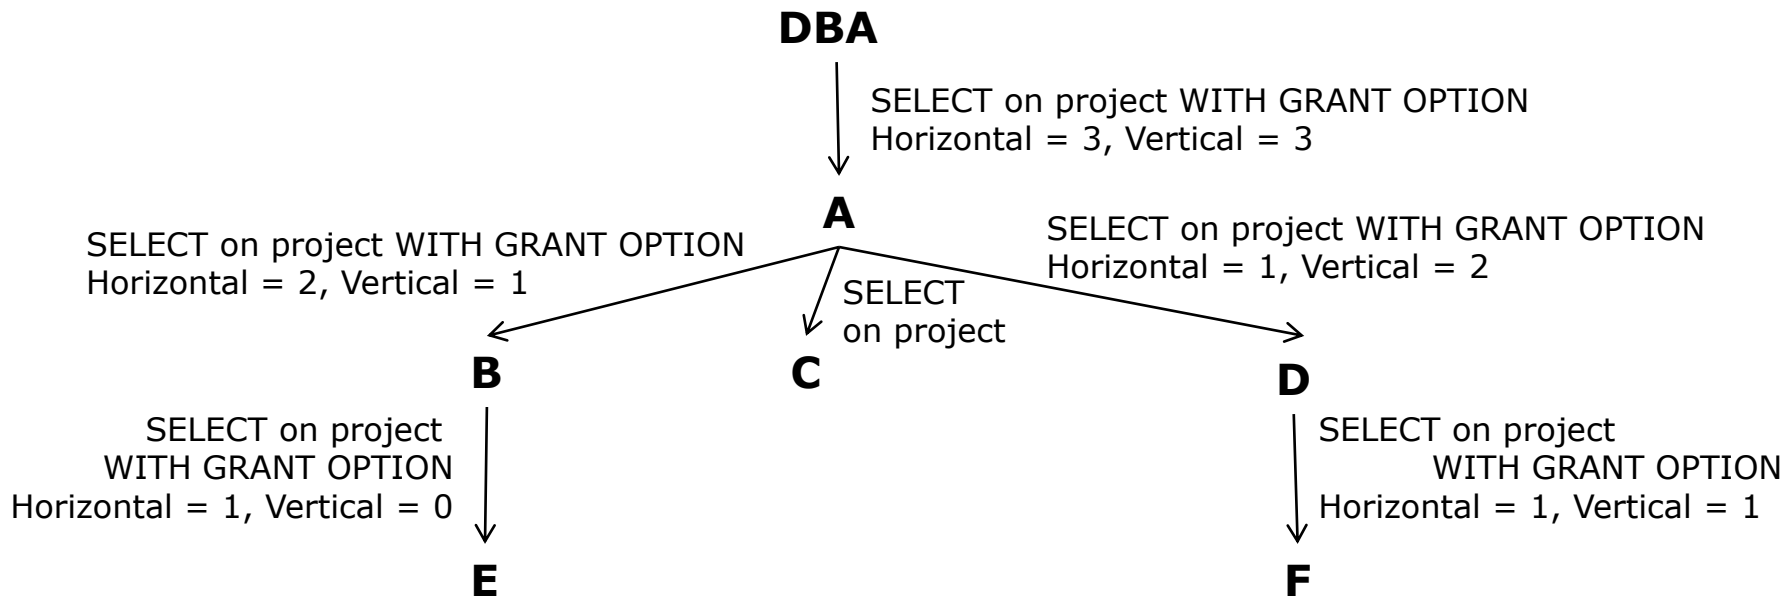 DBA
SELECT on project WITH GRANT OPTION
Horizontal = 3, Vertical = 3
A
SELECT on project WITH GRANT OPTION
Horizontal = 2, Vertical = 1
SELECT
on project
SELECT on project WITH GRANT OPTION
Horizontal = 1, Vertical = 2
B
C
D
SELECT on project
WITH GRANT OPTION
Horizontal = 1, Vertical = 0
SELECT on project
WITH GRANT OPTION
Horizontal = 1, Vertical = 1
E
F